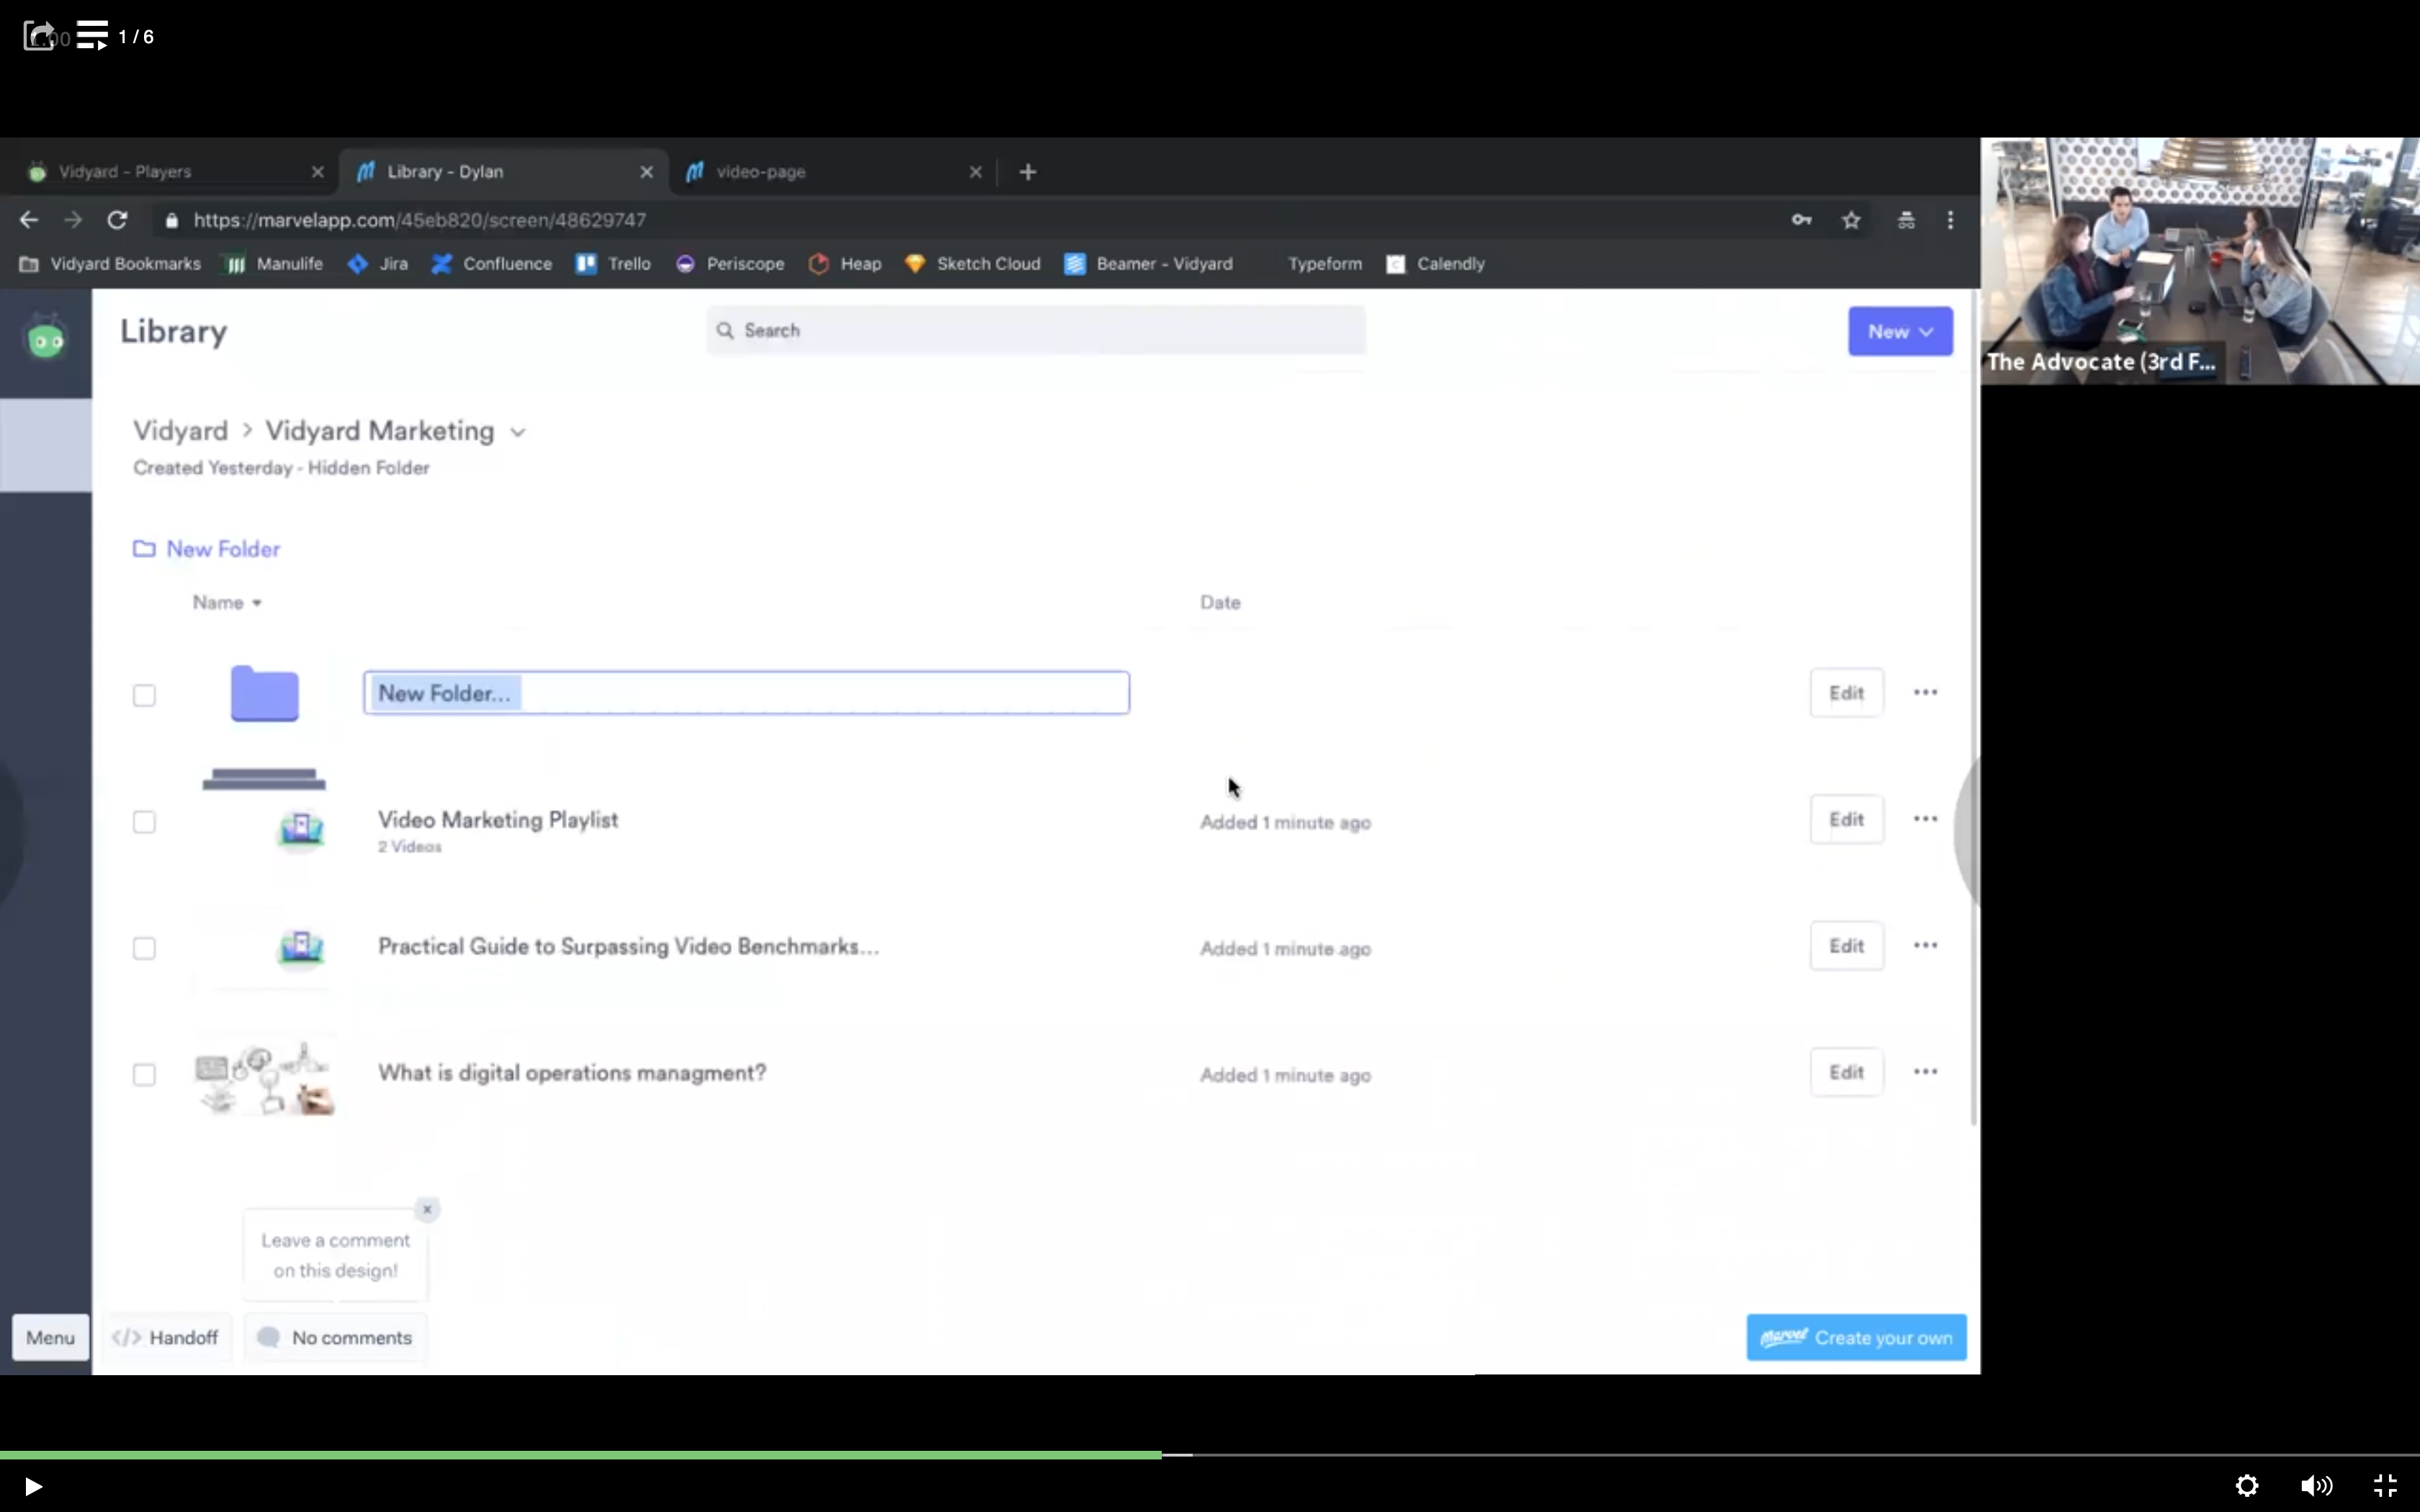 1 / 6
Vidyard - Players
Library - Dylan
video-page
https://marvelapp.com/45eb820/screen/48629747
Vidyard Bookmarks
Manulife
Jira
Confluence
Trello
Periscope
Heap
Sketch Cloud
Beamer - Vidyard
Typeform
Calendly
Library
Search
New
The Advocate (3rd F...
Vidyard > Vidyard Marketing
Created Yesterday - Hidden Folder
New Folder
Name
Date
New Folder...
Edit
Video Marketing Playlist
2 Videos
Added 1 minute ago
Edit
Practical Guide to Surpassing Video Benchmarks...
Added 1 minute ago
Edit
What is digital operations managment?
Added 1 minute ago
Edit
Leave a comment
on this design!
Menu
</> Handoff
No comments
Marvel Create your own